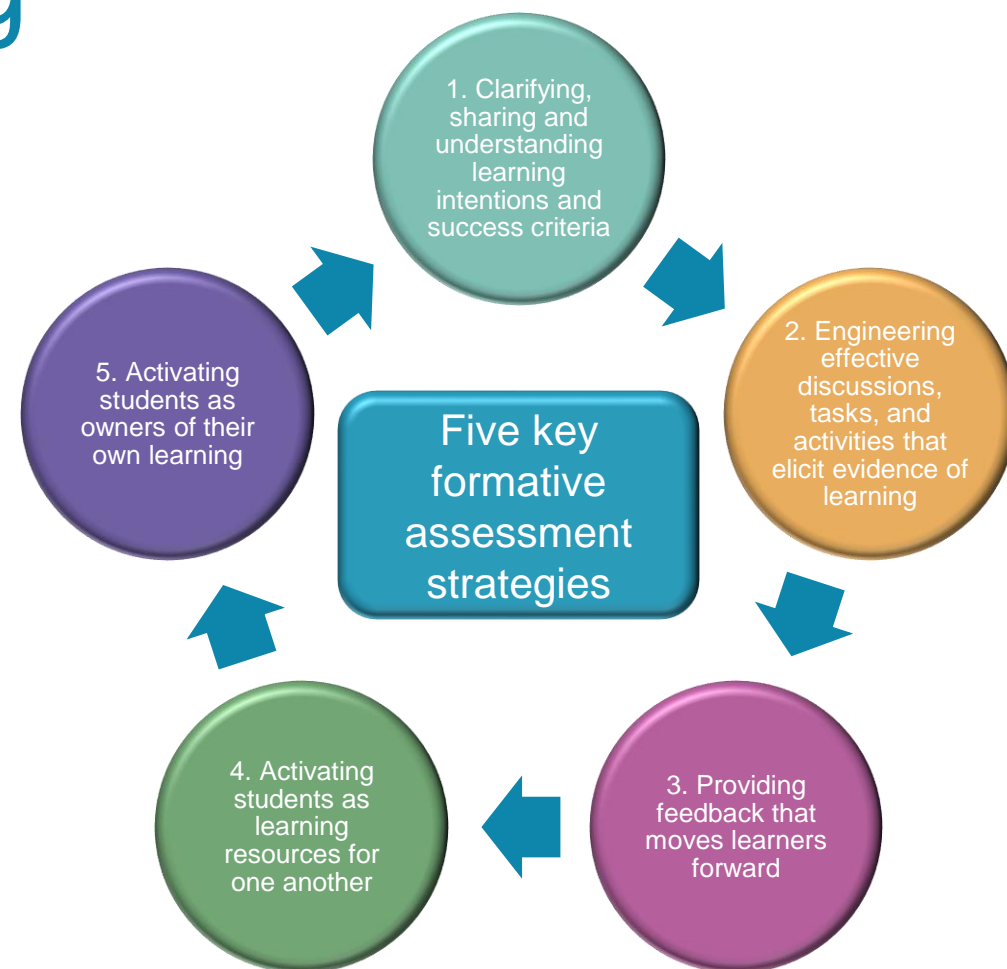 g
1. Clarifying,
sharing and
understanding
learning
intentions and
success criteria
2. Engineering
effective
discussions,
tasks, and
activities that
elicit evidence of
learning
3. Providing
feedback that
moves learners
forward
4. Activating
students as
learning
resources for
one another
5. Activating
students as
owners of their
own learning
Five key
formative
assessment
strategies